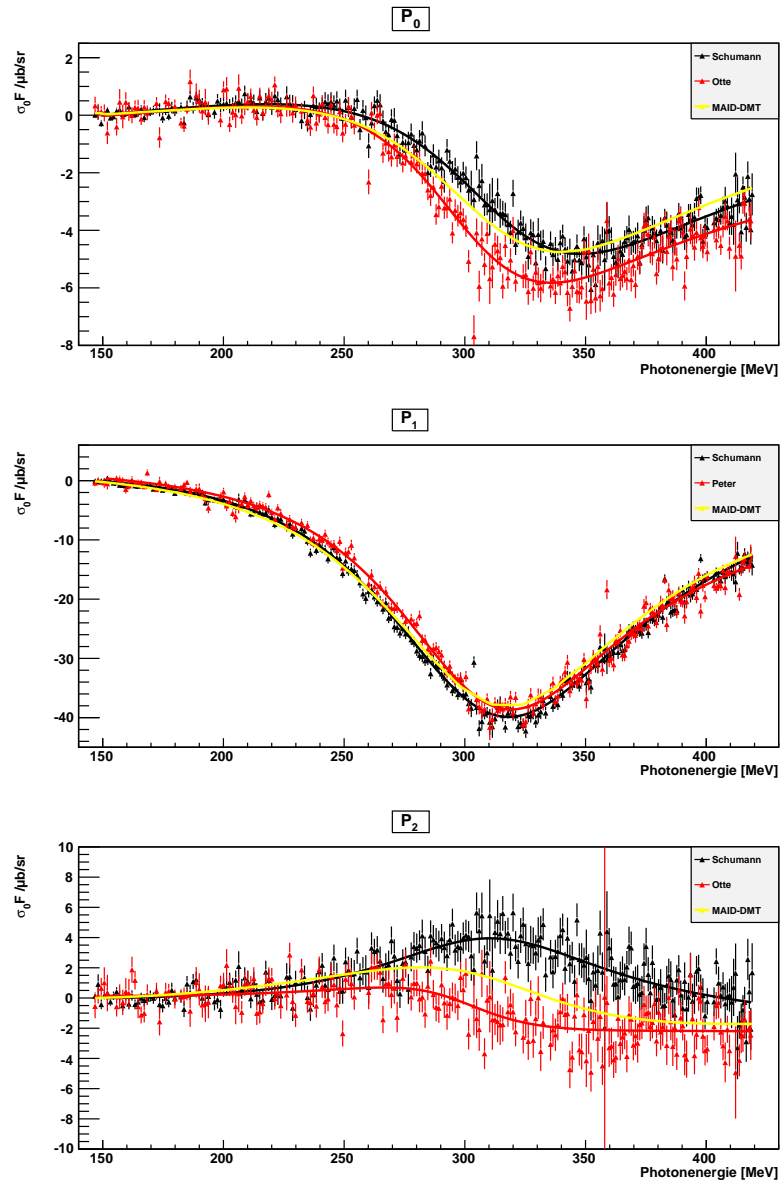 P0
σ0F /μb/sr
2
0
-2
-4
-6
-8
Schumann
Otte
MAID-DMT
150 200 250 300 350 400
Photonenergie [MeV]
P1
σ0F /μb/sr
0
-10
-20
-30
-40
Schumann
Peter
MAID-DMT
150 200 250 300 350 400
Photonenergie [MeV]
P2
σ0F /μb/sr
10
8
6
4
2
0
-2
-4
-6
-8
-10
Schumann
Otte
MAID-DMT
150 200 250 300 350 400
Photonenergie [MeV]